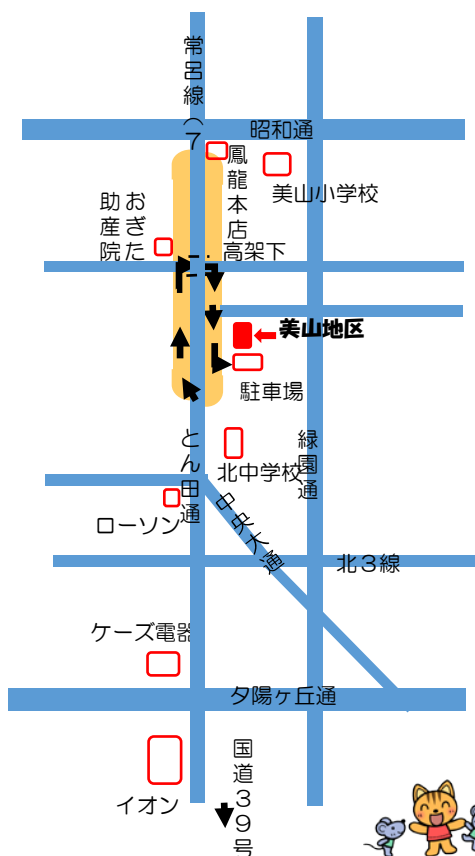 常呂線（７
昭和通
鳳龍本店
美山小学校
おぎた
助産院
高架下
美山地区
駐車場
とん田通
北中学校
緑園通
ローソン
中央大通
北３線
ケーズ電器
夕陽ヶ丘通
国道３９号
イオン